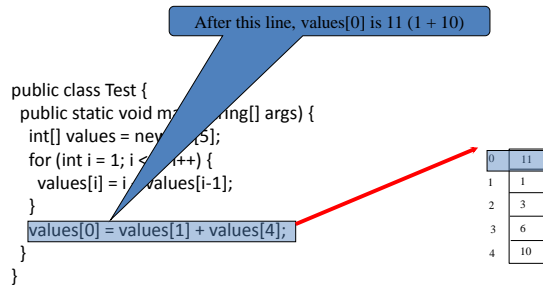 After this line, values[0] is 11 (1 + 10)
public class Test {
public static void ma ring[] args) {
int[] values = new [5];
for (int i = 1; i < i++) {
values[i] = i values[i-1];
}
values[0] = values[1] + values[4];
}
}
0 11
1 1
2 3
3 6
4 10